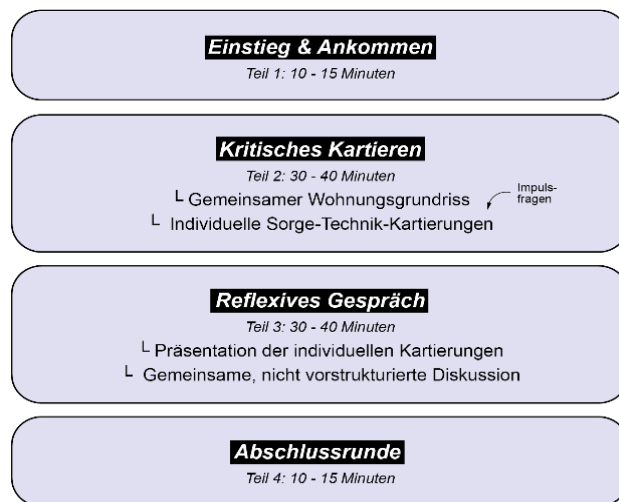 Einstieg & Ankommen
Teil 1: 10 - 15 Minuten
Kritisches Kartieren
Teil 2: 30 - 40 Minuten
└ Gemeinsamer Wohnungsgrundriss
Impuls-
fragen
└ Individuelle Sorge-Technik-Kartierungen
Reflexives Gespräch
Teil 3: 30 - 40 Minuten
└ Präsentation der individuellen Kartierungen
└ Gemeinsame, nicht vorstrukturierte Diskussion
Abschlussrunde
Teil 4: 10 - 15 Minuten